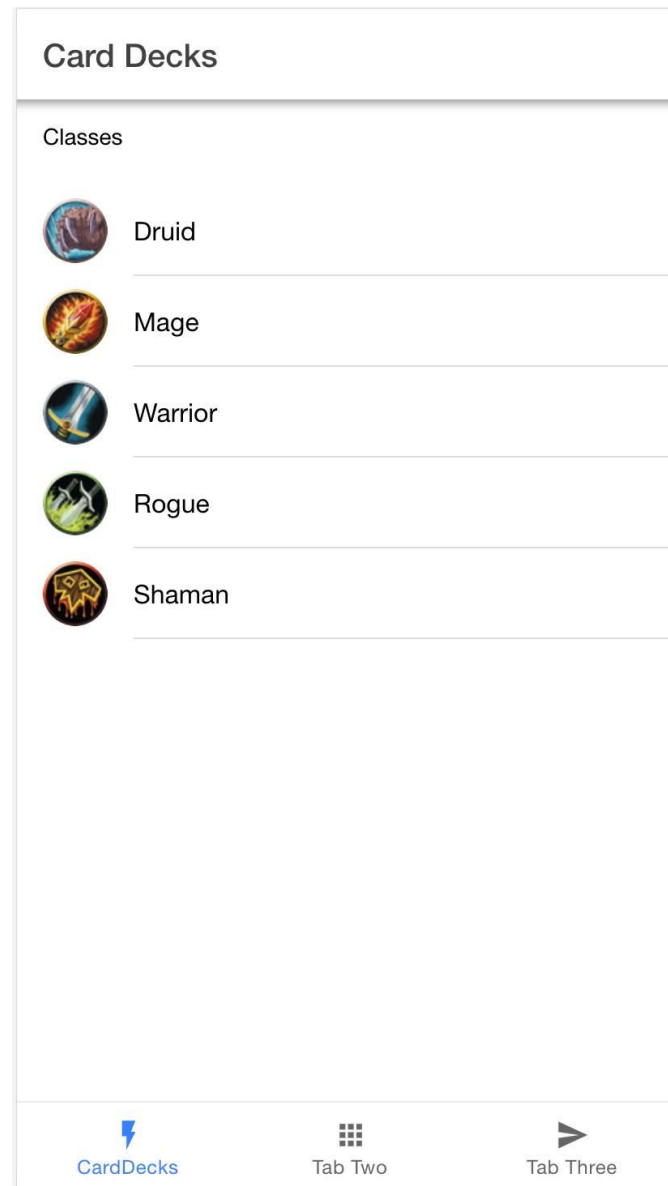 Card Decks
Classes
Druid
Mage
Warrior
Rogue
Shaman
CardDecks
Tab Two
Tab Three